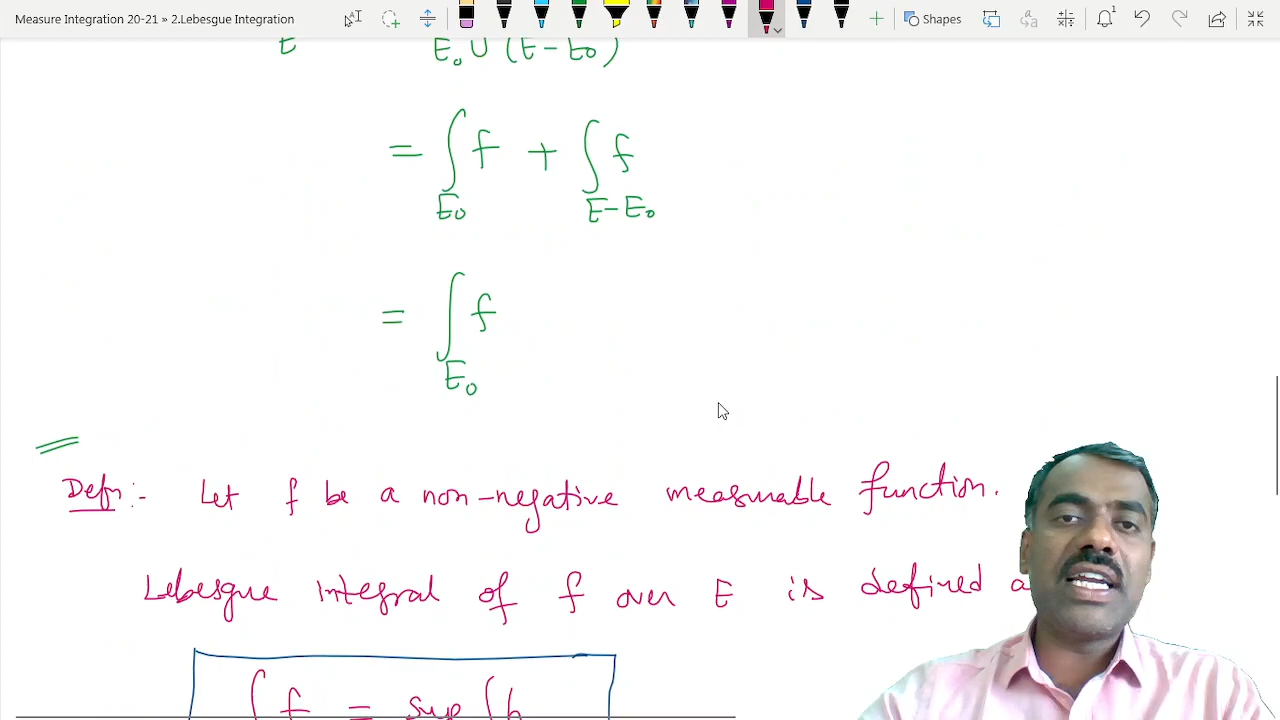 Measure Integration 20-21 » 2.Lebesgue Integration
Shapes
E E₀ ∪ (E − E₀)
= ∫ f + ∫ f
E₀ E − E₀
= ∫ f
E₀
Defn :- Let f be a non-negative measurable function.
Lebesgue integral of f over E is defined a
∫ f = sup ∫ h